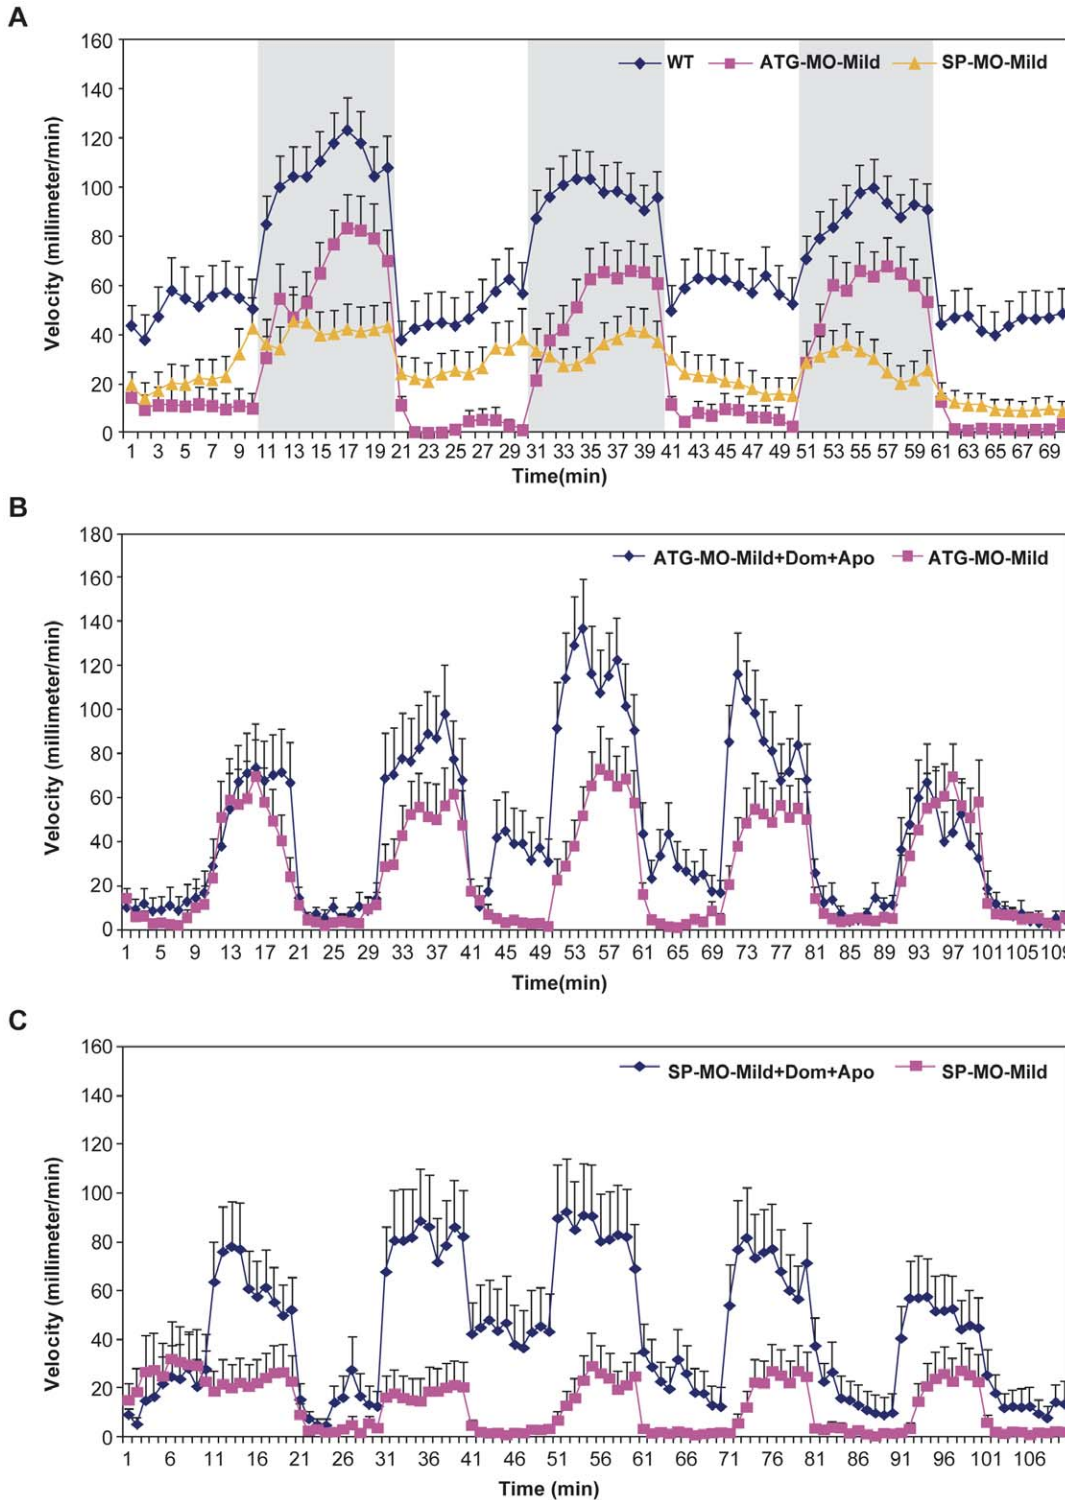 A
160
140
120
100
80
60
40
20
0
Velocity (millimeter/min)
WT ATG-MO-Mild SP-MO-Mild
1 3 5 7 9 11 13 15 17 19 21 23 25 27 29 31 33 35 37 39 41 43 45 47 49 51 53 55 57 59 61 63 65 67 69
Time(min)
B
180
160
140
120
100
80
60
40
20
0
Velocity (millimeter/min)
ATG-MO-Mild+Dom+Apo ATG-MO-Mild
1 5 9 13 17 21 25 29 33 37 41 45 49 53 57 61 65 69 73 77 81 85 89 93 97 101 105 109
Time(min)
C
160
140
120
100
80
60
40
20
0
Velocity (millimeter/min)
SP-MO-Mild+Dom+Apo SP-MO-Mild
1 6 11 16 21 26 31 36 41 46 51 56 61 66 71 76 81 86 91 96 101 106
Time (min)